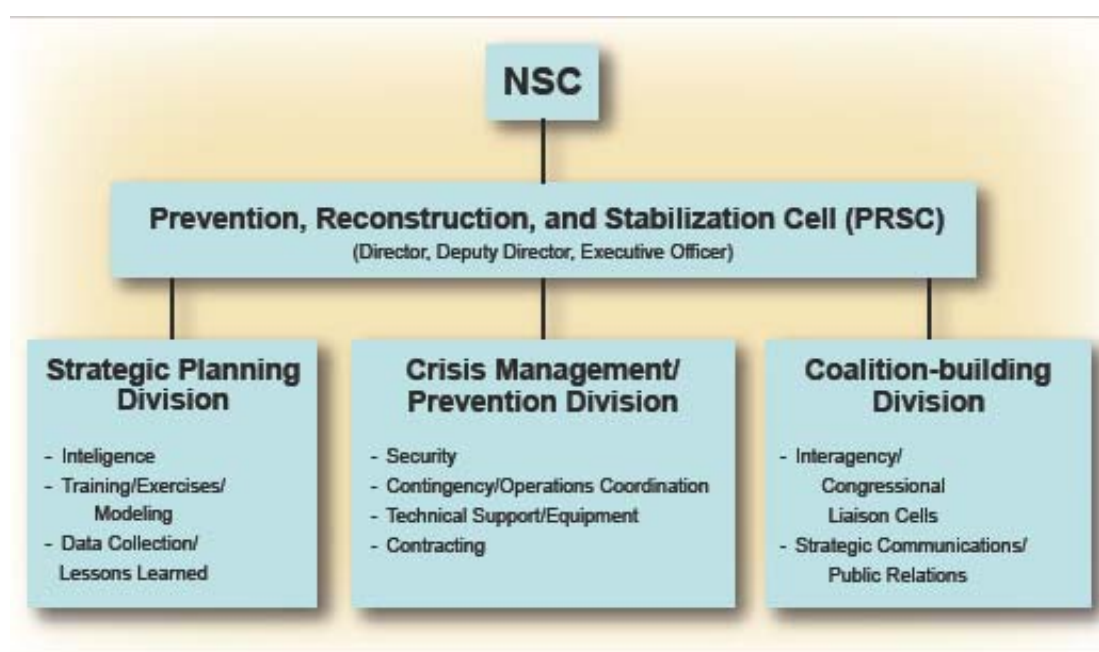 NSC
Prevention, Reconstruction, and Stabilization Cell (PRSC)
(Director, Deputy Director, Executive Officer)
Strategic Planning
Division
- Inteligence
- Training/Exercises/
Modeling
- Data Collection/
Lessons Learned
Crisis Management/
Prevention Division
- Security
- Contingency/Operations Coordination
- Technical Support/Equipment
- Contracting
Coalition-building
Division
- Interagency/
Congressional
Liaison Cells
- Strategic Communications/
Public Relations